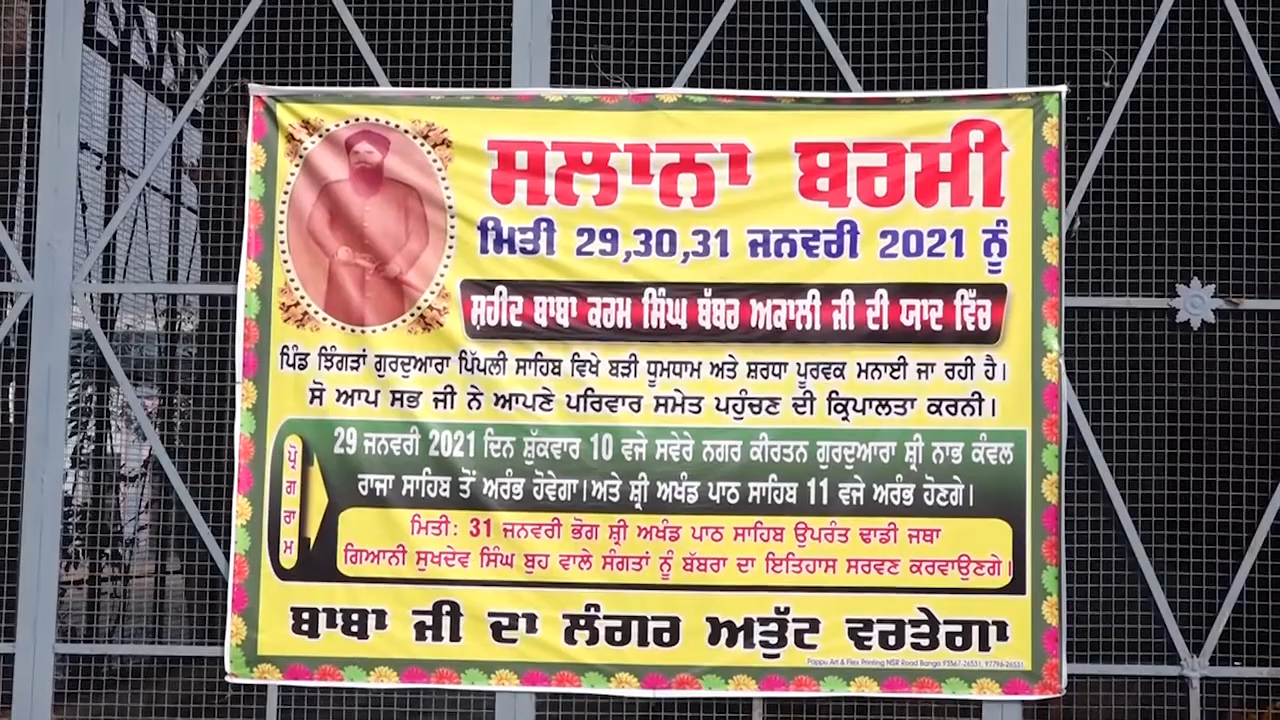 ਸਲਾਨਾ ਬਰਸੀ
ਮਿਤੀ 29,30,31 ਜਨਵਰੀ 2021 ਨੂੰ
ਸ਼ਹੀਦ ਬਾਬਾ ਕਰਮ ਸਿੰਘ ਬੱਬਰ ਅਕਾਲੀ ਜੀ ਦੀ ਯਾਦ ਵਿੱਚ
ਪਿੰਡ ਝਿੰਗੜਾਂ ਗੁਰਦੁਆਰਾ ਪਿੱਪਲੀ ਸਾਹਿਬ ਵਿਖੇ ਬੜੀ ਧੂਮਧਾਮ ਅਤੇ ਸ਼ਰਧਾ ਪੂਰਵਕ ਮਨਾਈ ਜਾ ਰਹੀ ਹੈ।
ਸੋ ਆਪ ਸਭ ਜੀ ਨੇ ਆਪਣੇ ਪਰਿਵਾਰ ਸਮੇਤ ਪਹੁੰਚਣ ਦੀ ਕ੍ਰਿਪਾਲਤਾ ਕਰਨੀ।
ਪ੍ਰੋਗਰਾਮ
29 ਜਨਵਰੀ 2021 ਦਿਨ ਸ਼ੁੱਕਵਾਰ 10 ਵਜੇ ਸਵੇਰੇ ਨਗਰ ਕੀਰਤਨ ਗੁਰਦੁਆਰਾ ਸ਼੍ਰੀ ਨਾਭ ਕੰਵਲ
ਰਾਜਾ ਸਾਹਿਬ ਤੋਂ ਅਰੰਭ ਹੋਵੇਗਾ।ਅਤੇ ਸ਼੍ਰੀ ਅਖੰਡ ਪਾਠ ਸਾਹਿਬ 11 ਵਜੇ ਅਰੰਭ ਹੋਣਗੇ।
ਮਿਤੀ: 31 ਜਨਵਰੀ ਭੋਗ ਸ਼੍ਰੀ ਅਖੰਡ ਪਾਠ ਸਾਹਿਬ ਉਪਰੰਤ ਢਾਡੀ ਜਥਾ
ਗਿਆਨੀ ਸੁਖਦੇਵ ਸਿੰਘ ਬੂਹ ਵਾਲੇ ਸੰਗਤਾਂ ਨੂੰ ਬੱਬਰਾ ਦਾ ਇਤਿਹਾਸ ਸਰਵਣ ਕਰਵਾਉਣਗੇ।
ਬਾਬਾ ਜੀ ਦਾ ਲੰਗਰ ਅਤੁੱਟ ਵਰਤੇਗਾ
Pappu Art & Flex Printing NSR Road Banga 93567-26531, 97796-26531